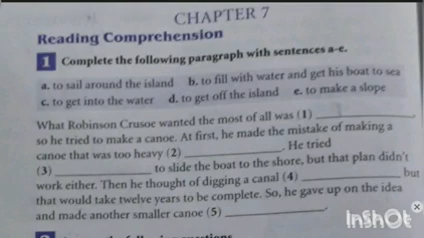 CHAPTER 7
Reading Comprehension
1 Complete the following paragraph with sentences a-e.
a. to sail around the island b. to fill with water and get his boat to sea
c. to get into the water d. to get off the island e. to make a slope
What Robinson Crusoe wanted the most of all was (1) ____________.
so he tried to make a canoe. At first, he made the mistake of making a
canoe that was too heavy (2) ____________. He tried
(3) ____________ to slide the boat to the shore, but that plan didn't
work either. Then he thought of digging a canal (4) ____________ but
that would take twelve years to be complete. So, he gave up on the idea
and made another smaller canoe (5) ____________.
InShOt